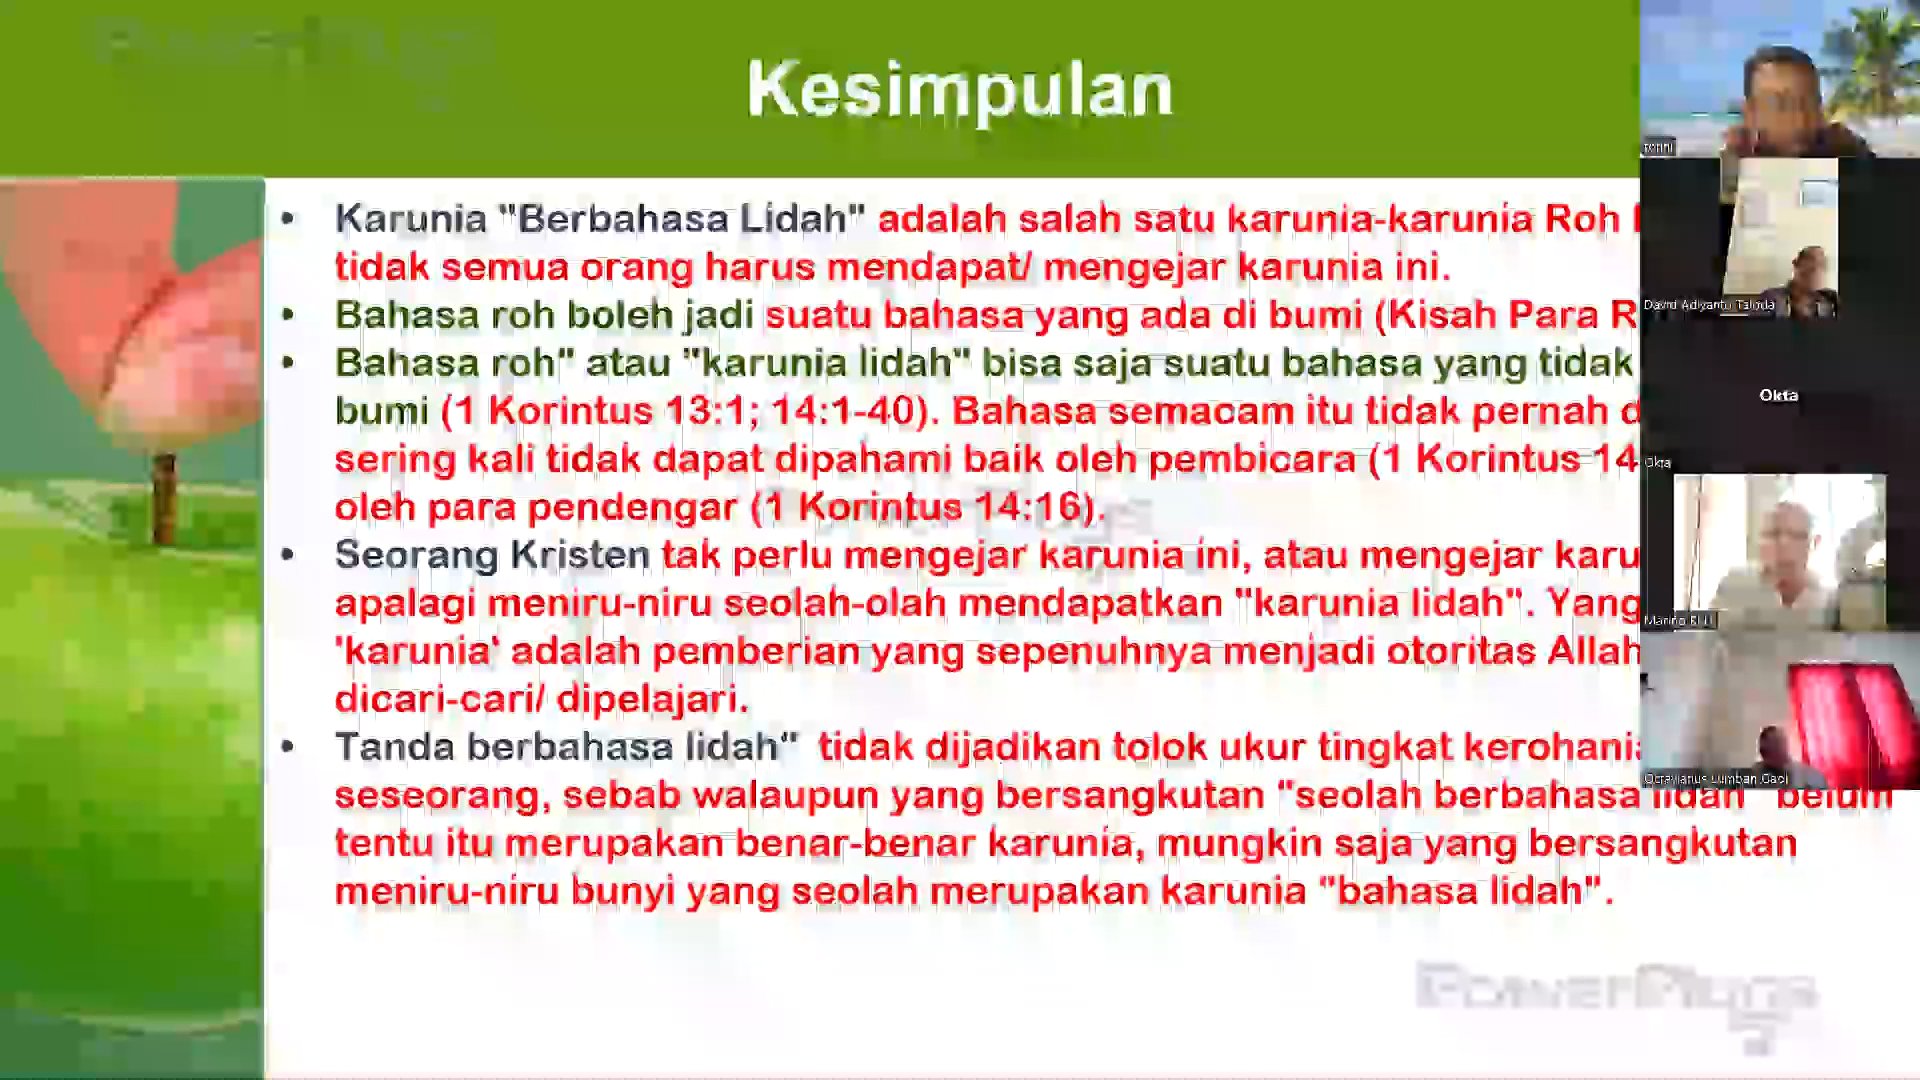 Kesimpulan
• Karunia "Berbahasa Lidah" adalah salah satu karunia-karunia Roh
tidak semua orang harus mendapat/ mengejar karunia ini.
• Bahasa roh boleh jadi suatu bahasa yang ada di bumi (Kisah Para R
• Bahasa roh" atau "karunia lidah" bisa saja suatu bahasa yang tidak
bumi (1 Korintus 13:1; 14:1-40). Bahasa semacam itu tidak pernah d
sering kali tidak dapat dipahami baik oleh pembicara (1 Korintus 14
oleh para pendengar (1 Korintus 14:16).
• Seorang Kristen tak perlu mengejar karunia ini, atau mengejar karu
apalagi meniru-niru seolah-olah mendapatkan "karunia lidah". Yang
'karunia' adalah pemberian yang sepenuhnya menjadi otoritas Allah
dicari-cari/ dipelajari.
• Tanda berbahasa lidah" tidak dijadikan tolok ukur tingkat kerohani
seseorang, sebab walaupun yang bersangkutan "seolah berbahasa lidah" belum
tentu itu merupakan benar-benar karunia, mungkin saja yang bersangkutan
meniru-niru bunyi yang seolah merupakan karunia "bahasa lidah".
PowerPlugs
David Adiyanto Taloda
Okta
Okta
Octavianus Lumban Gaol